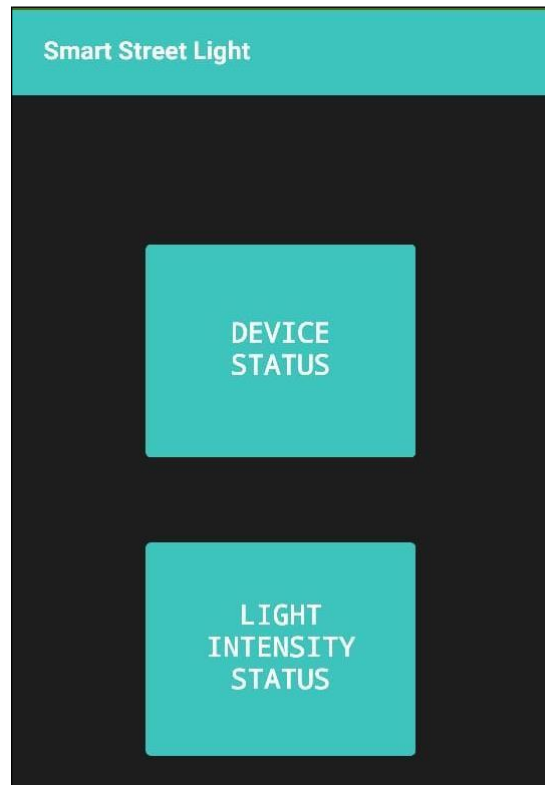 Smart Street Light
DEVICE
STATUS
LIGHT
INTENSITY
STATUS